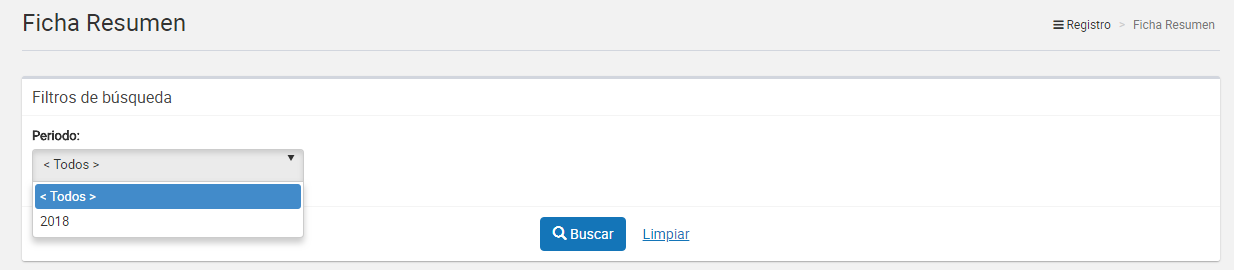 Ficha Resumen
Registro > Ficha Resumen
Filtros de búsqueda
Periodo:
< Todos >
< Todos >
2018
Buscar Limpiar